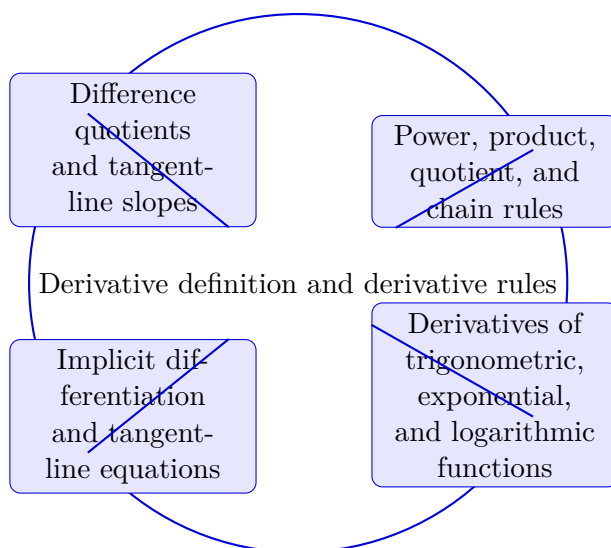 Difference
quotients
and tangent-
line slopes
Power, product,
quotient, and
chain rules
Derivative definition and derivative rules
Implicit dif-
ferentiation
and tangent-
line equations
Derivatives of
trigonometric,
exponential,
and logarithmic
functions